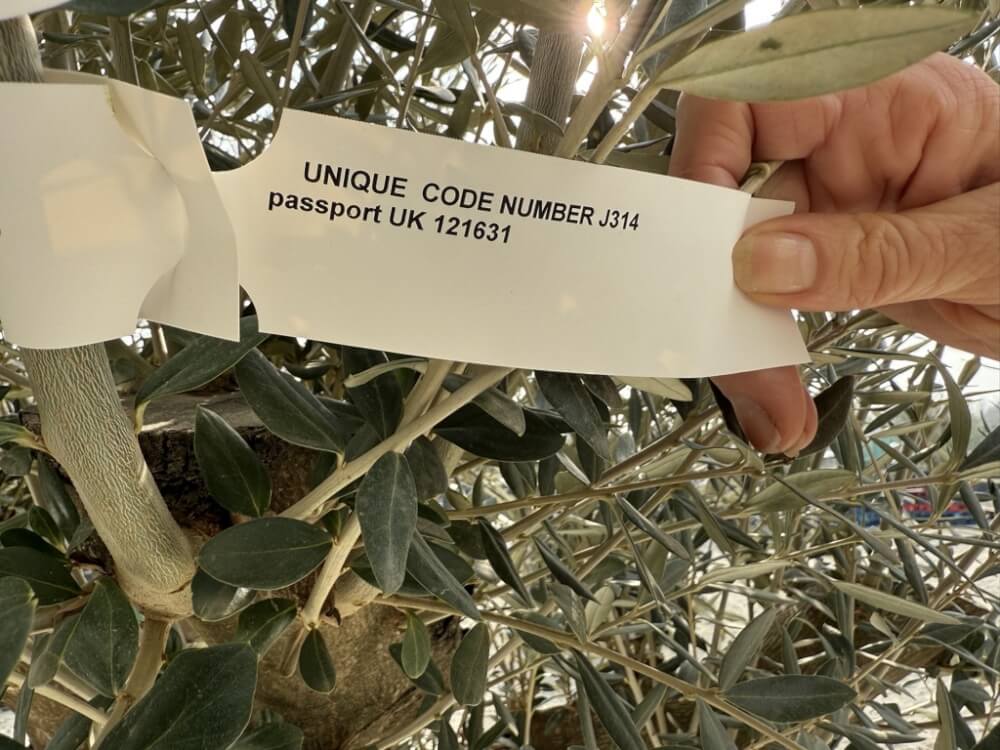 UNIQUE CODE NUMBER J314
passport UK 121631